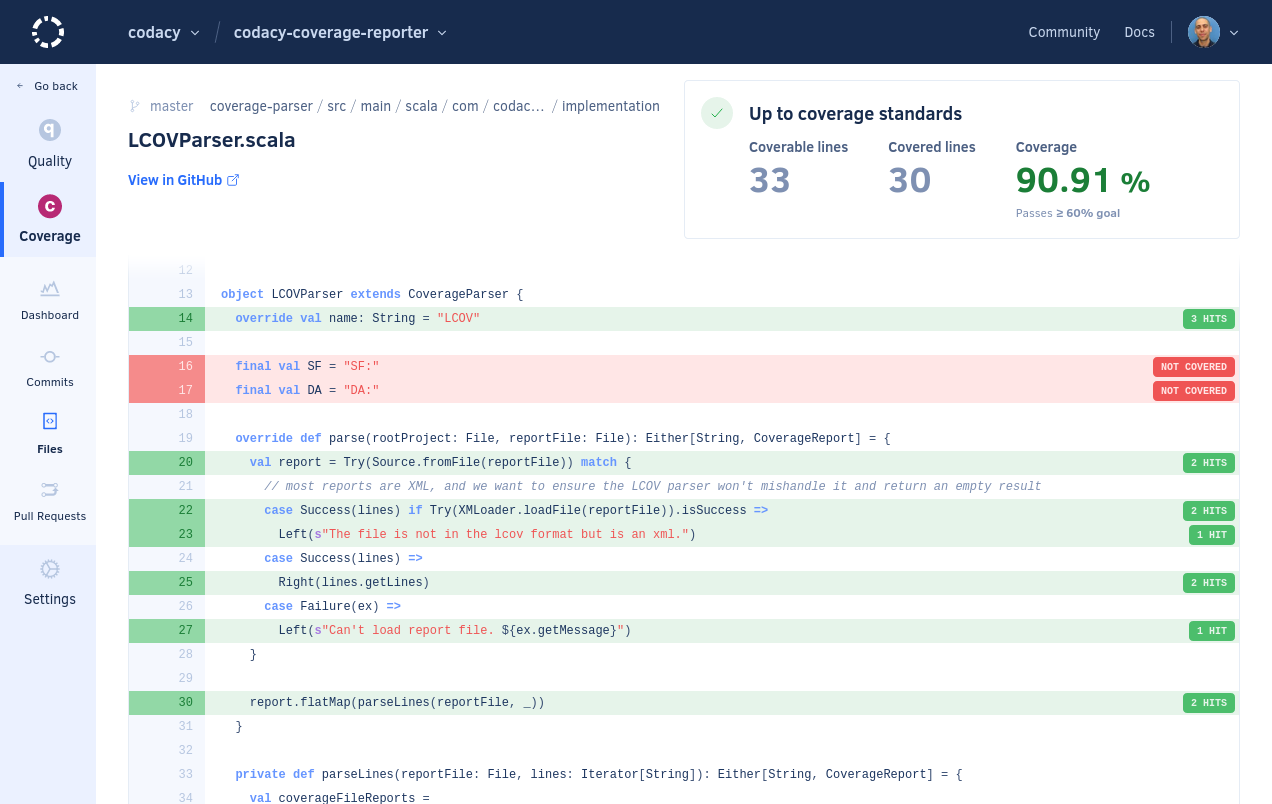 codacy / codacy-coverage-reporter
Community
Docs
Go back
Quality
Coverage
Dashboard
Commits
Files
Pull Requests
Settings
master coverage-parser / src / main / scala / com / codac... / implementation
LCOVParser.scala
View in GitHub
Up to coverage standards
Coverable lines
33
Covered lines
30
Coverage
90.91 %
Passes ≥ 60% goal
12
13 object LCOVParser extends CoverageParser {
14 override val name: String = "LCOV" 3 HITS
15
16 final val SF = "SF:" NOT COVERED
17 final val DA = "DA:" NOT COVERED
18
19 override def parse(rootProject: File, reportFile: File): Either[String, CoverageReport] = {
20 val report = Try(Source.fromFile(reportFile)) match { 2 HITS
21 // most reports are XML, and we want to ensure the LCOV parser won't mishandle it and return an empty result
22 case Success(lines) if Try(XMLoader.loadFile(reportFile)).isSuccess => 2 HITS
23 Left(s"The file is not in the lcov format but is an xml.") 1 HIT
24 case Success(lines) =>
25 Right(lines.getLines) 2 HITS
26 case Failure(ex) =>
27 Left(s"Can't load report file. ${ex.getMessage}") 1 HIT
28 }
29
30 report.flatMap(parseLines(reportFile, _)) 2 HITS
31 }
32
33 private def parseLines(reportFile: File, lines: Iterator[String]): Either[String, CoverageReport] = {
34 val coverageFileReports =